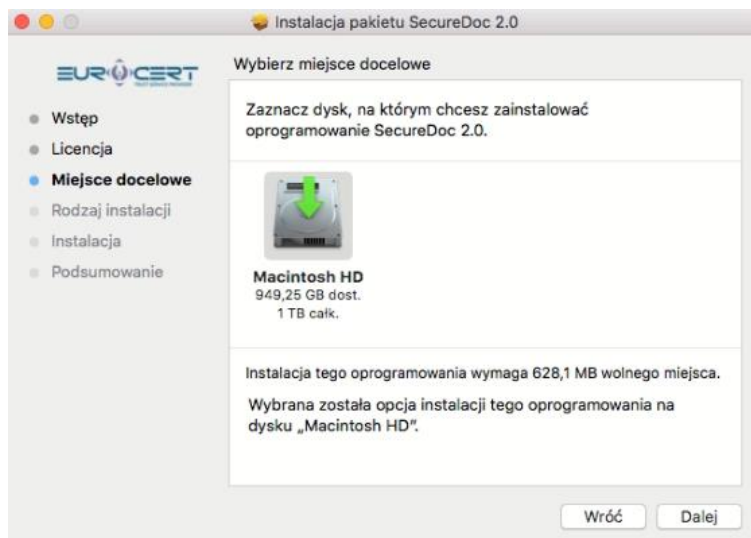 Instalacja pakietu SecureDoc 2.0
EUROCERT
Wybierz miejsce docelowe
Wstęp
Licencja
Miejsce docelowe
Rodzaj instalacji
Instalacja
Podsumowanie
Zaznacz dysk, na którym chcesz zainstalować
oprogramowanie SecureDoc 2.0.
Macintosh HD
949,25 GB dost.
1 TB całk.
Instalacja tego oprogramowania wymaga 628,1 MB wolnego miejsca.
Wybrana została opcja instalacji tego oprogramowania na
dysku „Macintosh HD”.
Wróć
Dalej